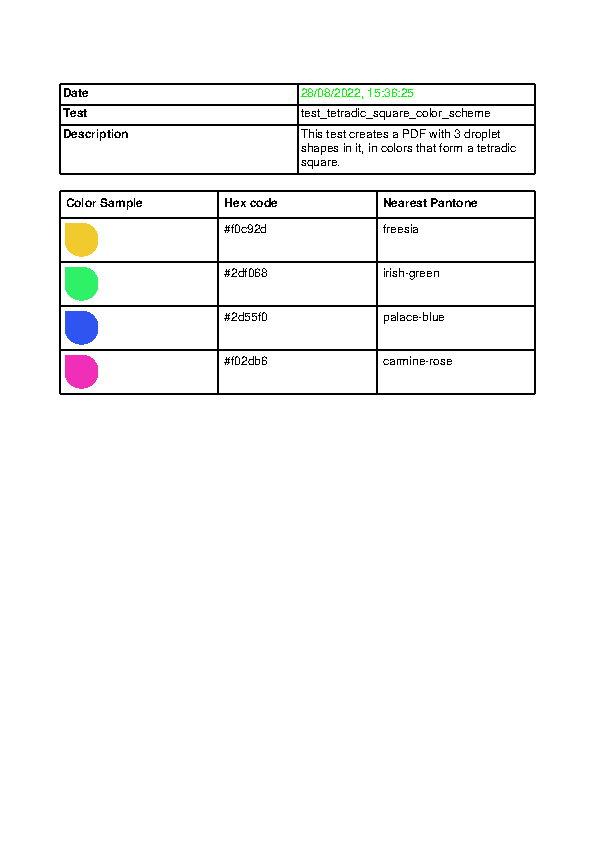 Date 28/08/2022, 15:36:25
Test test_tetradic_square_color_scheme
Description This test creates a PDF with 3 droplet
shapes in it, in colors that form a tetradic
square.
Color Sample Hex code Nearest Pantone
#f0c92d freesia
#2df068 irish-green
#2d55f0 palace-blue
#f02db6 carmine-rose